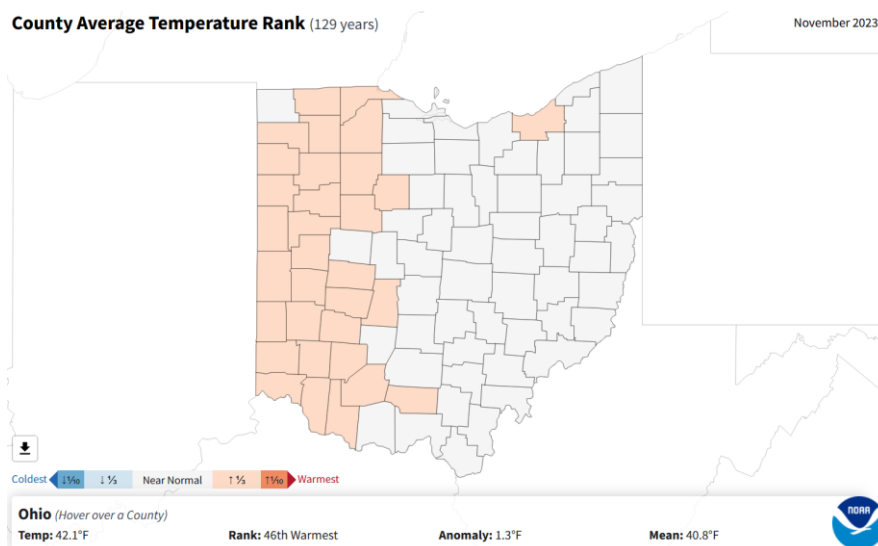 County Average Temperature Rank (129 years)
November 2023
Coldest ↓⅒ ↓⅓ Near Normal ↑⅓ ↑⅒ Warmest
Ohio (Hover over a County)
Temp: 42.1°F Rank: 46th Warmest Anomaly: 1.3°F Mean: 40.8°F
NOAA